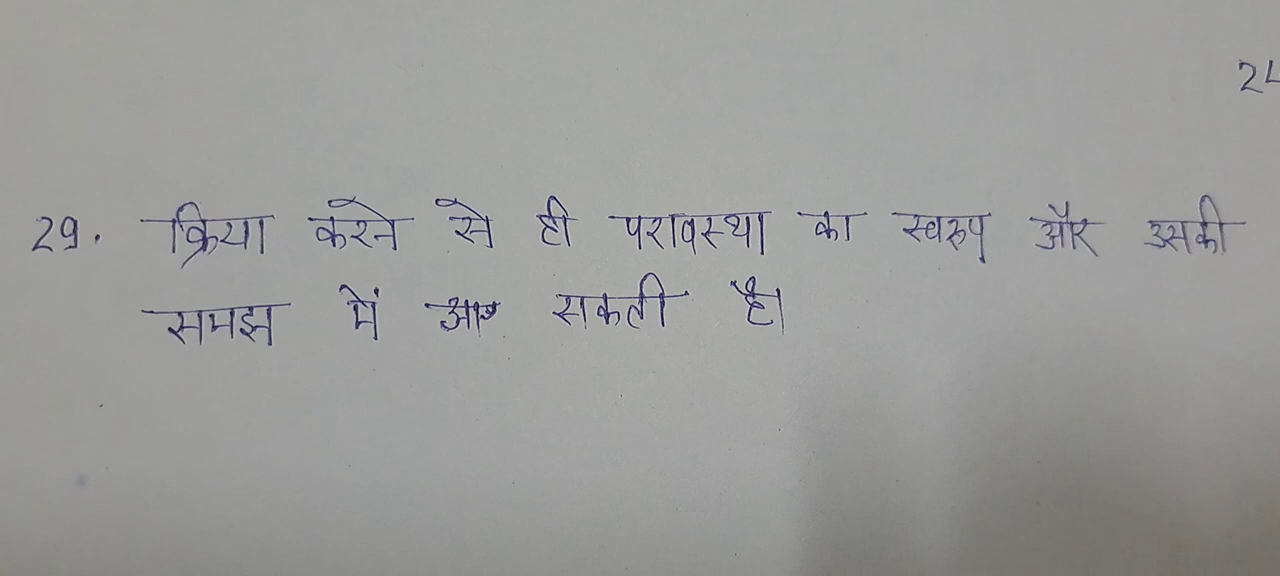 24
29. क्रिया करने से ही परावस्था का स्वरुप और उसकी
समझ में आ सकती है।